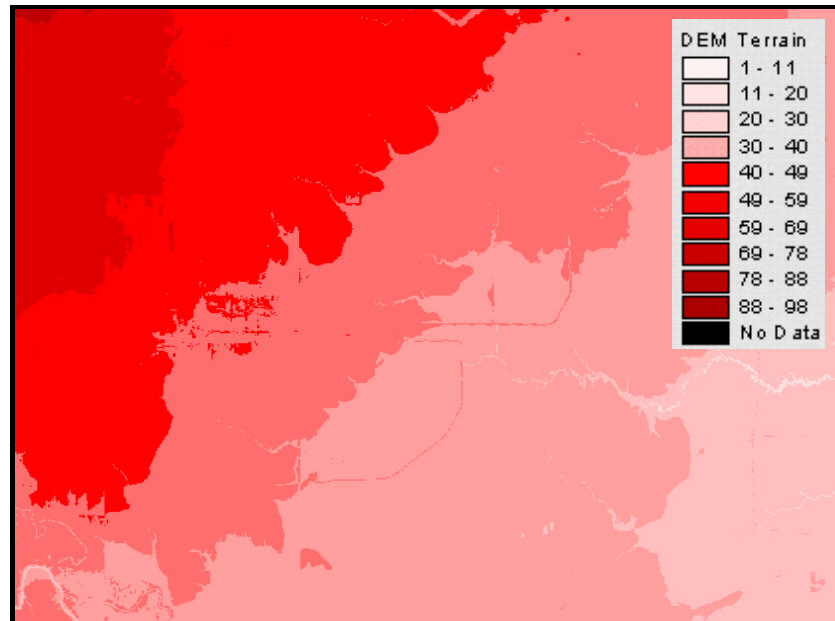 DEM Terrain
1 - 11
11 - 20
20 - 30
30 - 40
40 - 49
49 - 59
59 - 69
69 - 78
78 - 88
88 - 98
No Data